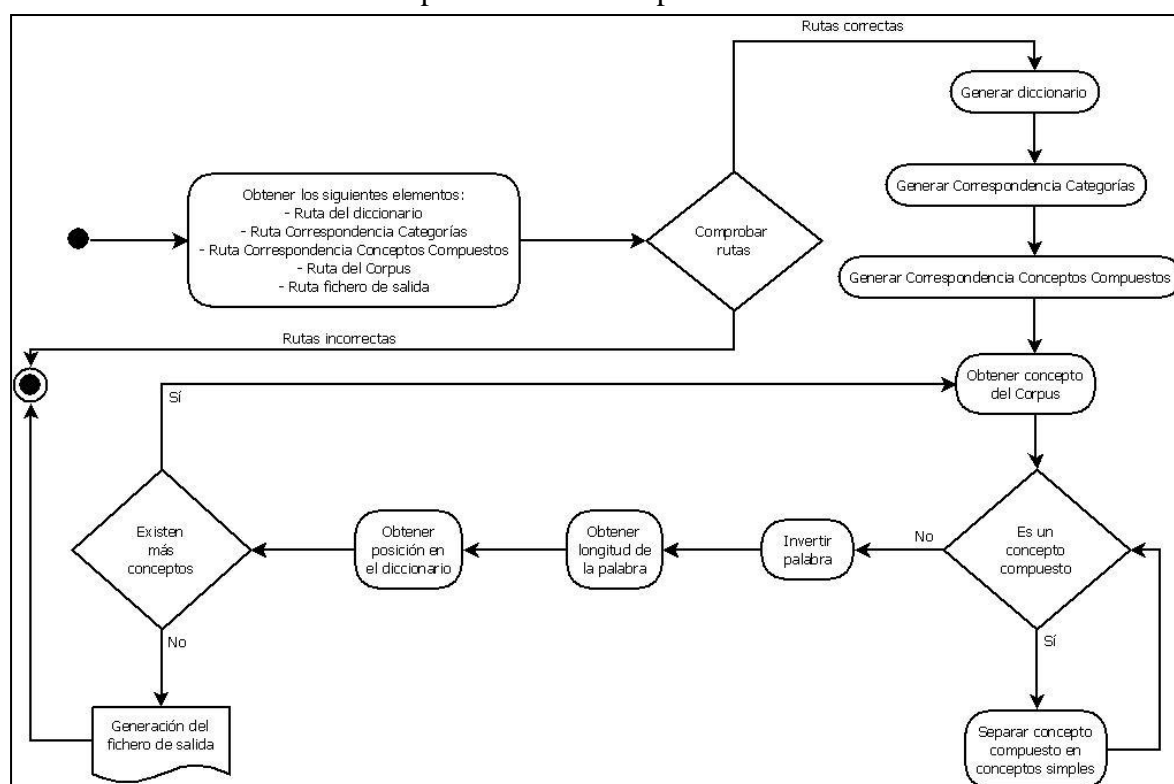 Rutas correctas
Generar diccionario
Generar Correspondencia Categorías
Obtener los siguientes elementos:
- Ruta del diccionario
- Ruta Correspondencia Categorías
- Ruta Correspondencia Conceptos Compuestos
- Ruta del Corpus
- Ruta fichero de salida
Comprobar
rutas
Generar Correspondencia Conceptos Compuestos
Rutas incorrectas
Obtener concepto
del Corpus
Sí
Existen
más
conceptos
Obtener
posición en
el diccionario
Obtener
longitud de
la palabra
Invertir
palabra
No
Es un
concepto
compuesto
No
Sí
Generación del
fichero de salida
Separar concepto
compuesto en
conceptos simples